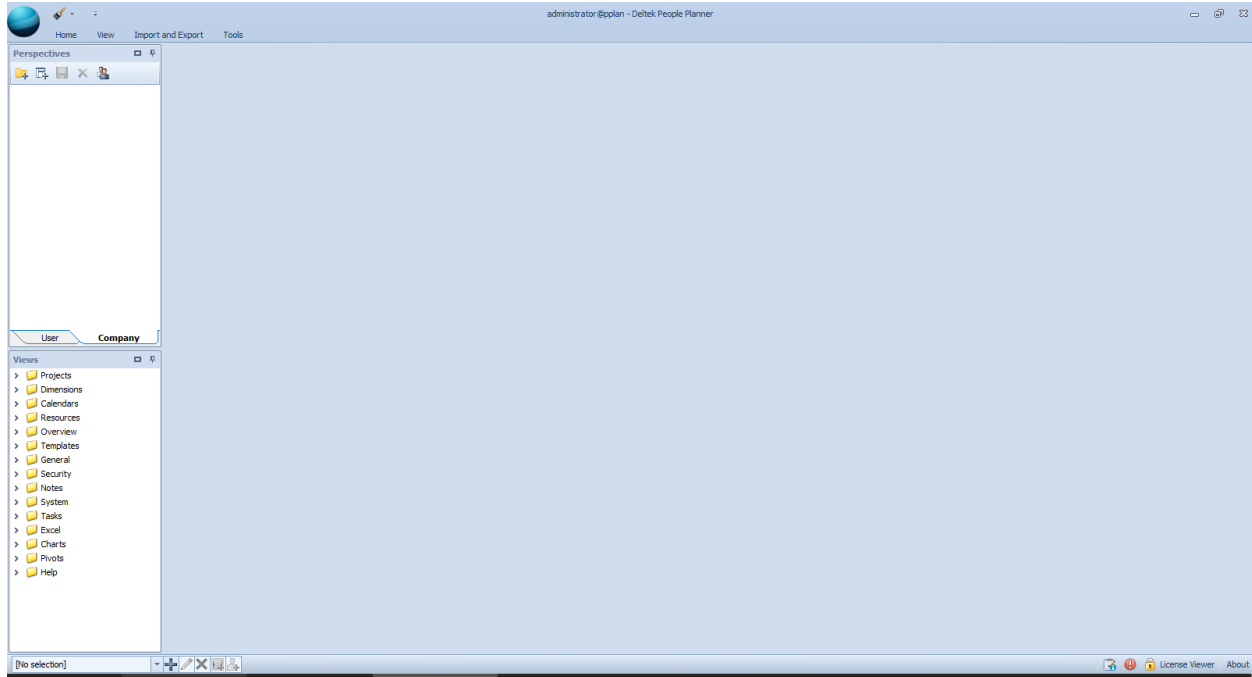 administrator@pplan - Deltek People Planner
Home View Import and Export Tools
Perspectives
User Company
Views
Projects
Dimensions
Calendars
Resources
Overview
Templates
General
Security
Notes
System
Tasks
Excel
Charts
Pivots
Help
[No selection] License Viewer About